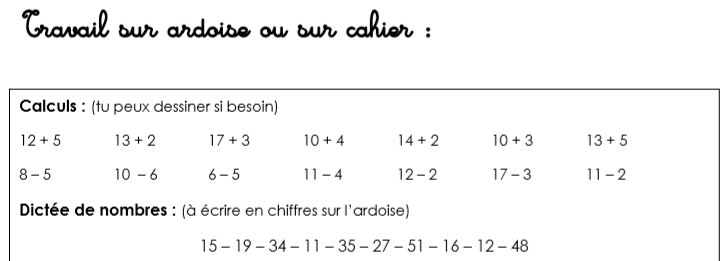 Travail sur ardoise ou sur cahier :
Calculs : (tu peux dessiner si besoin)
12 + 5 13 + 2 17 + 3 10 + 4 14 + 2 10 + 3 13 + 5
8 – 5 10 – 6 6 – 5 11 – 4 12 – 2 17 – 3 11 – 2
Dictée de nombres : (à écrire en chiffres sur l'ardoise)
15 – 19 – 34 – 11 – 35 – 27 – 51 – 16 – 12 – 48